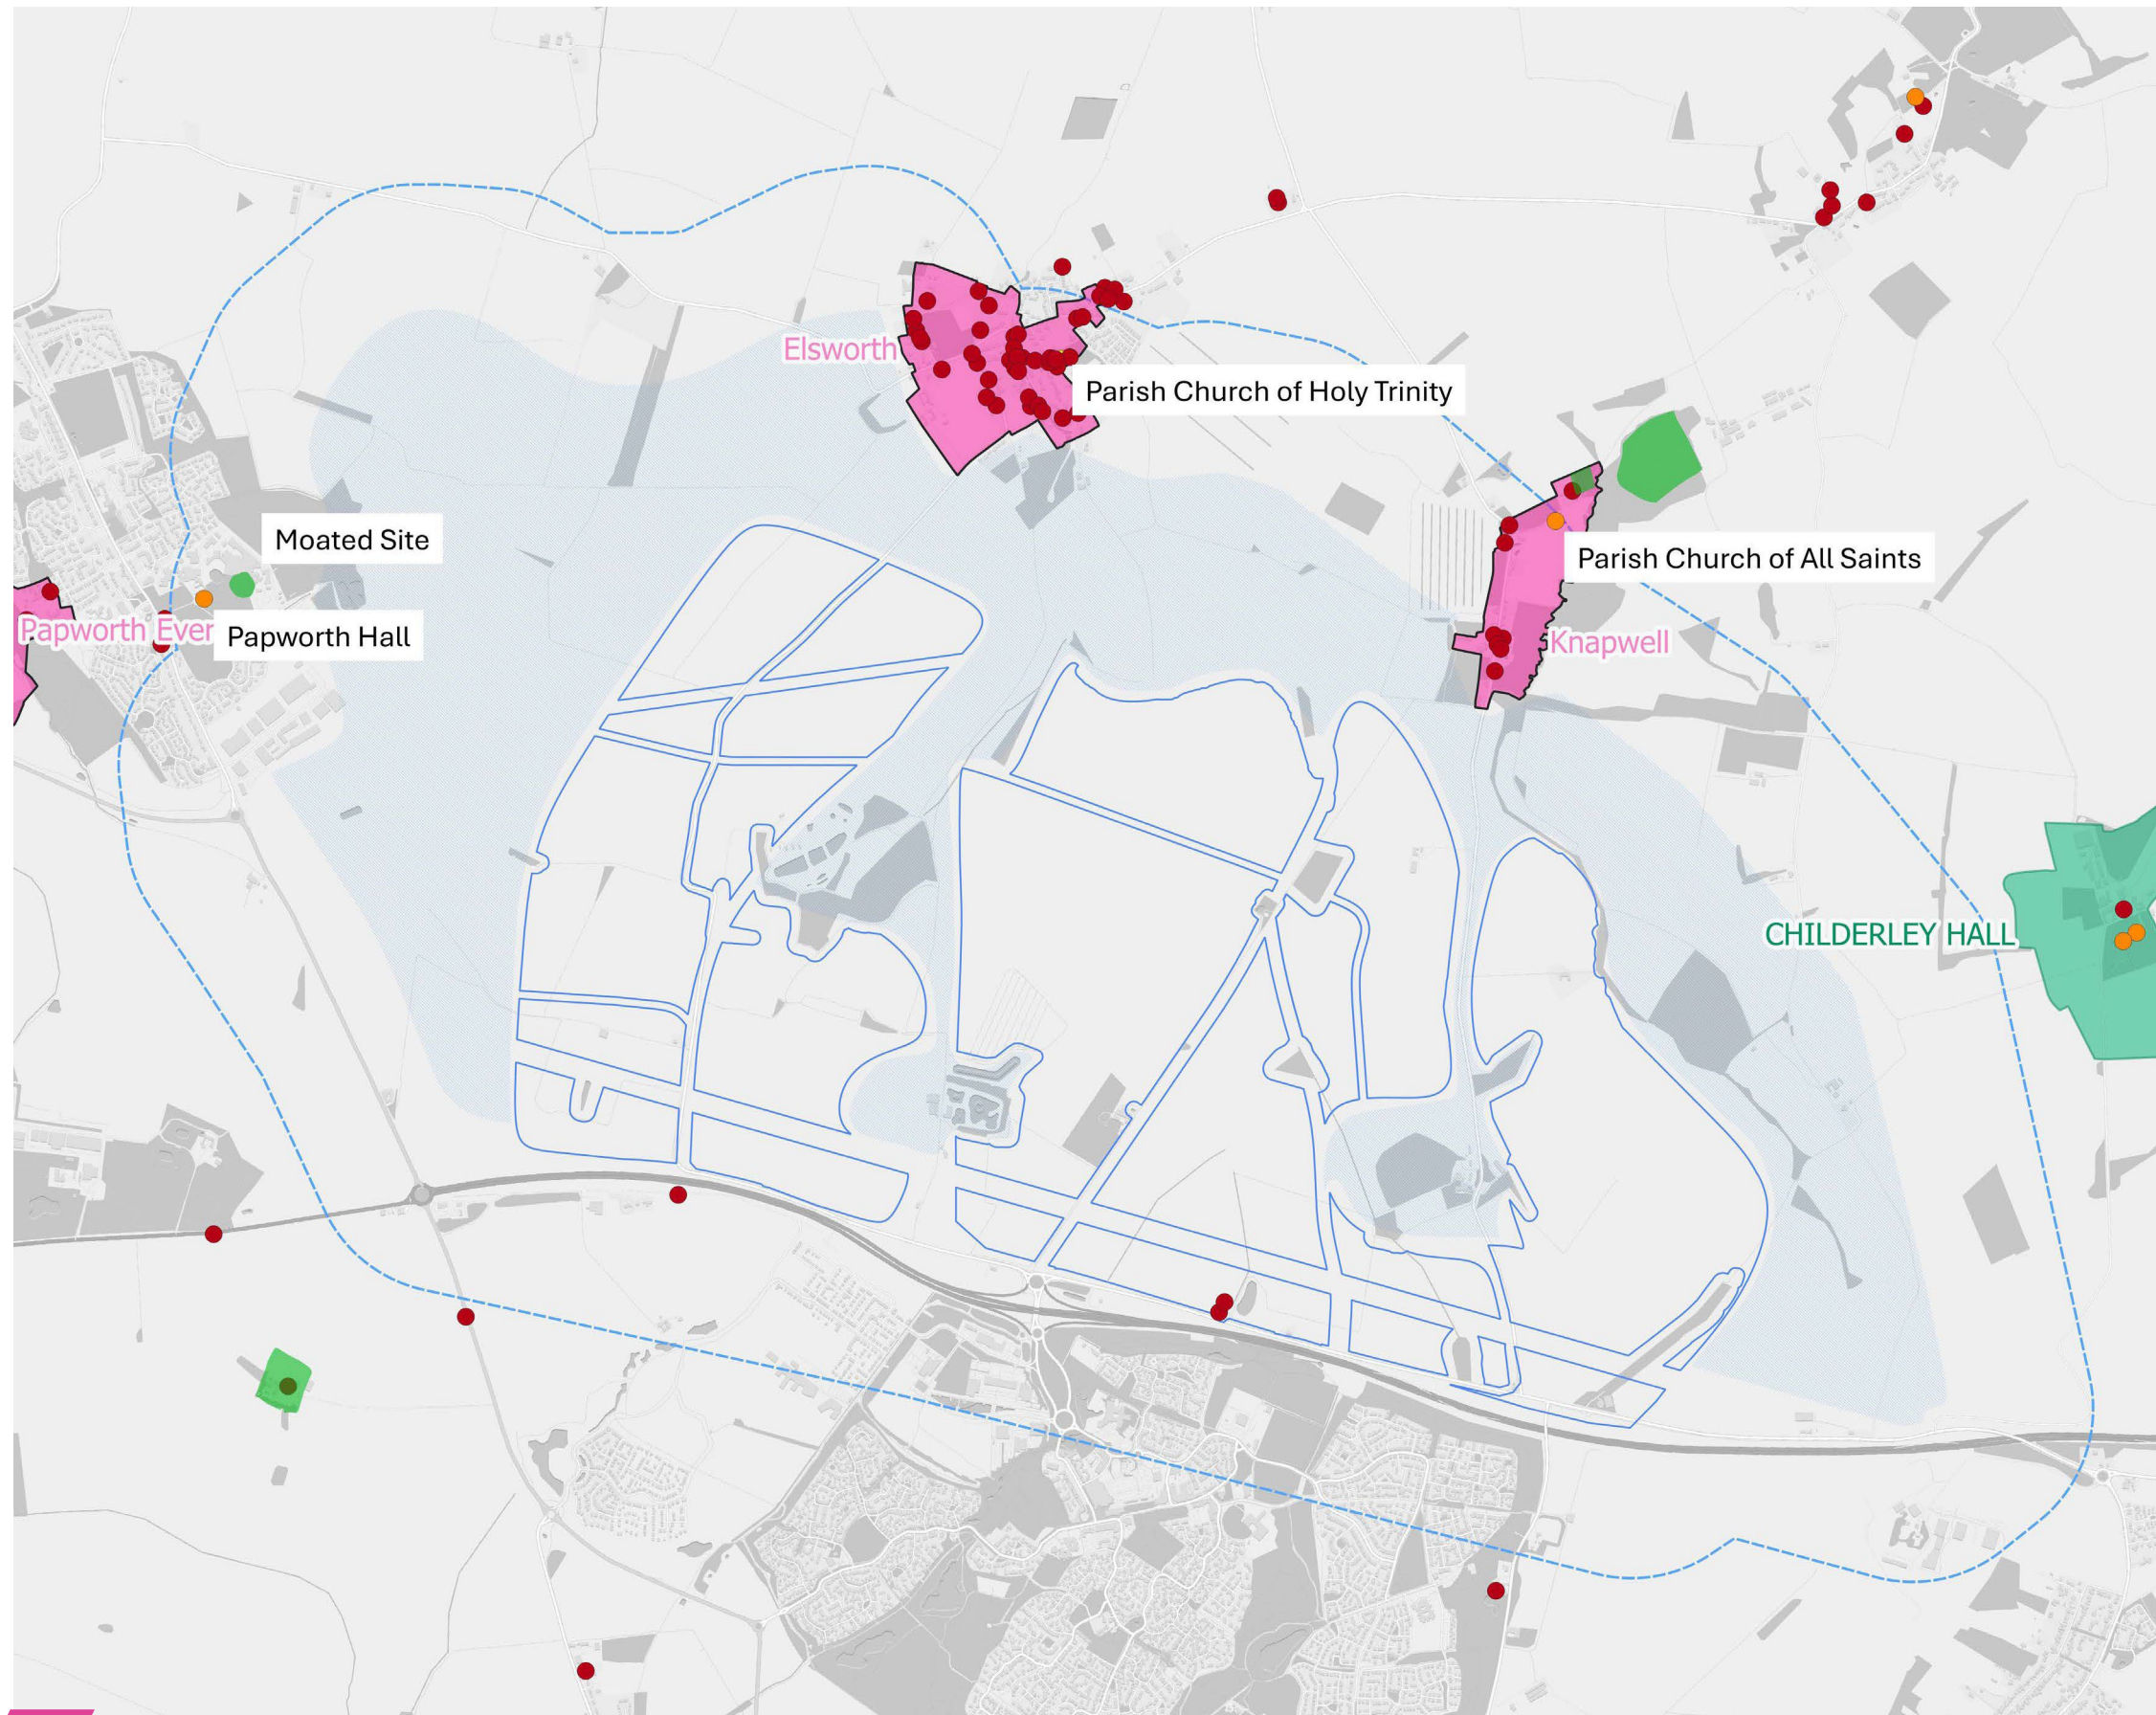 Elsworth
Parish Church of Holy Trinity
Moated Site
Parish Church of All Saints
Papworth Ever
Papworth Hall
Knapwell
CHILDERLEY HALL